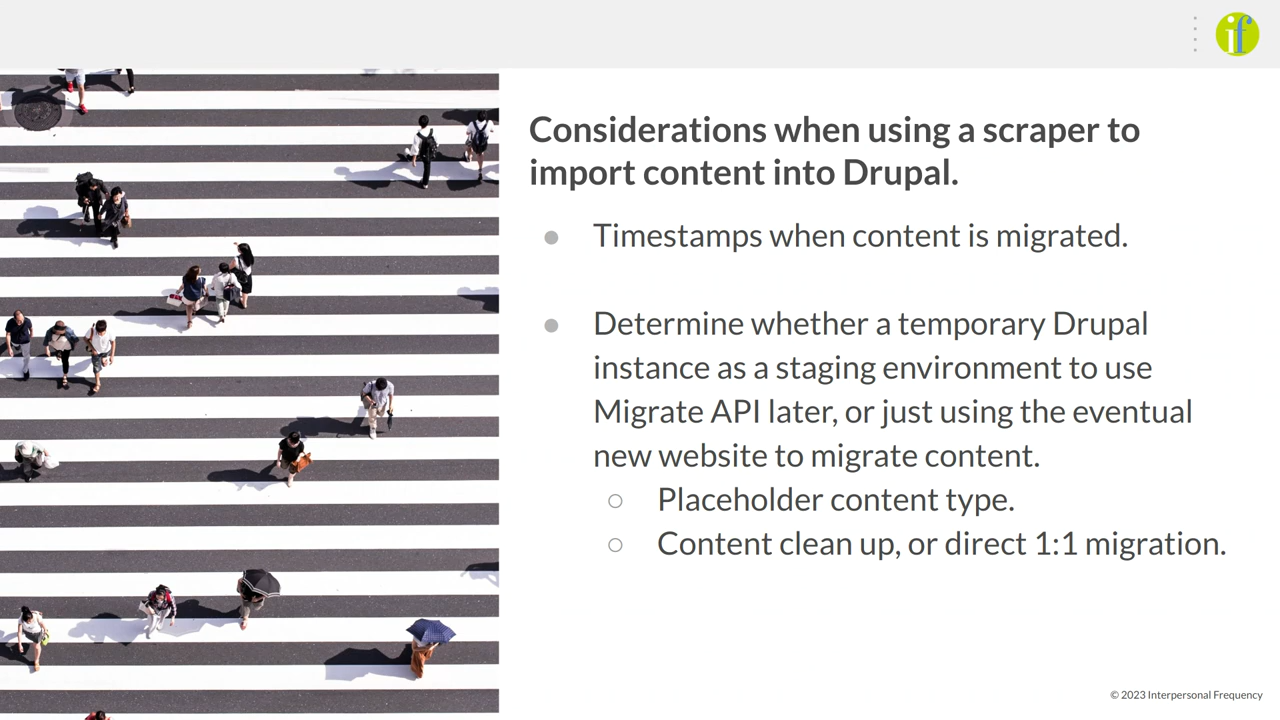 if
Considerations when using a scraper to
import content into Drupal.
● Timestamps when content is migrated.
● Determine whether a temporary Drupal
instance as a staging environment to use
Migrate API later, or just using the eventual
new website to migrate content.
○ Placeholder content type.
○ Content clean up, or direct 1:1 migration.
© 2023 Interpersonal Frequency